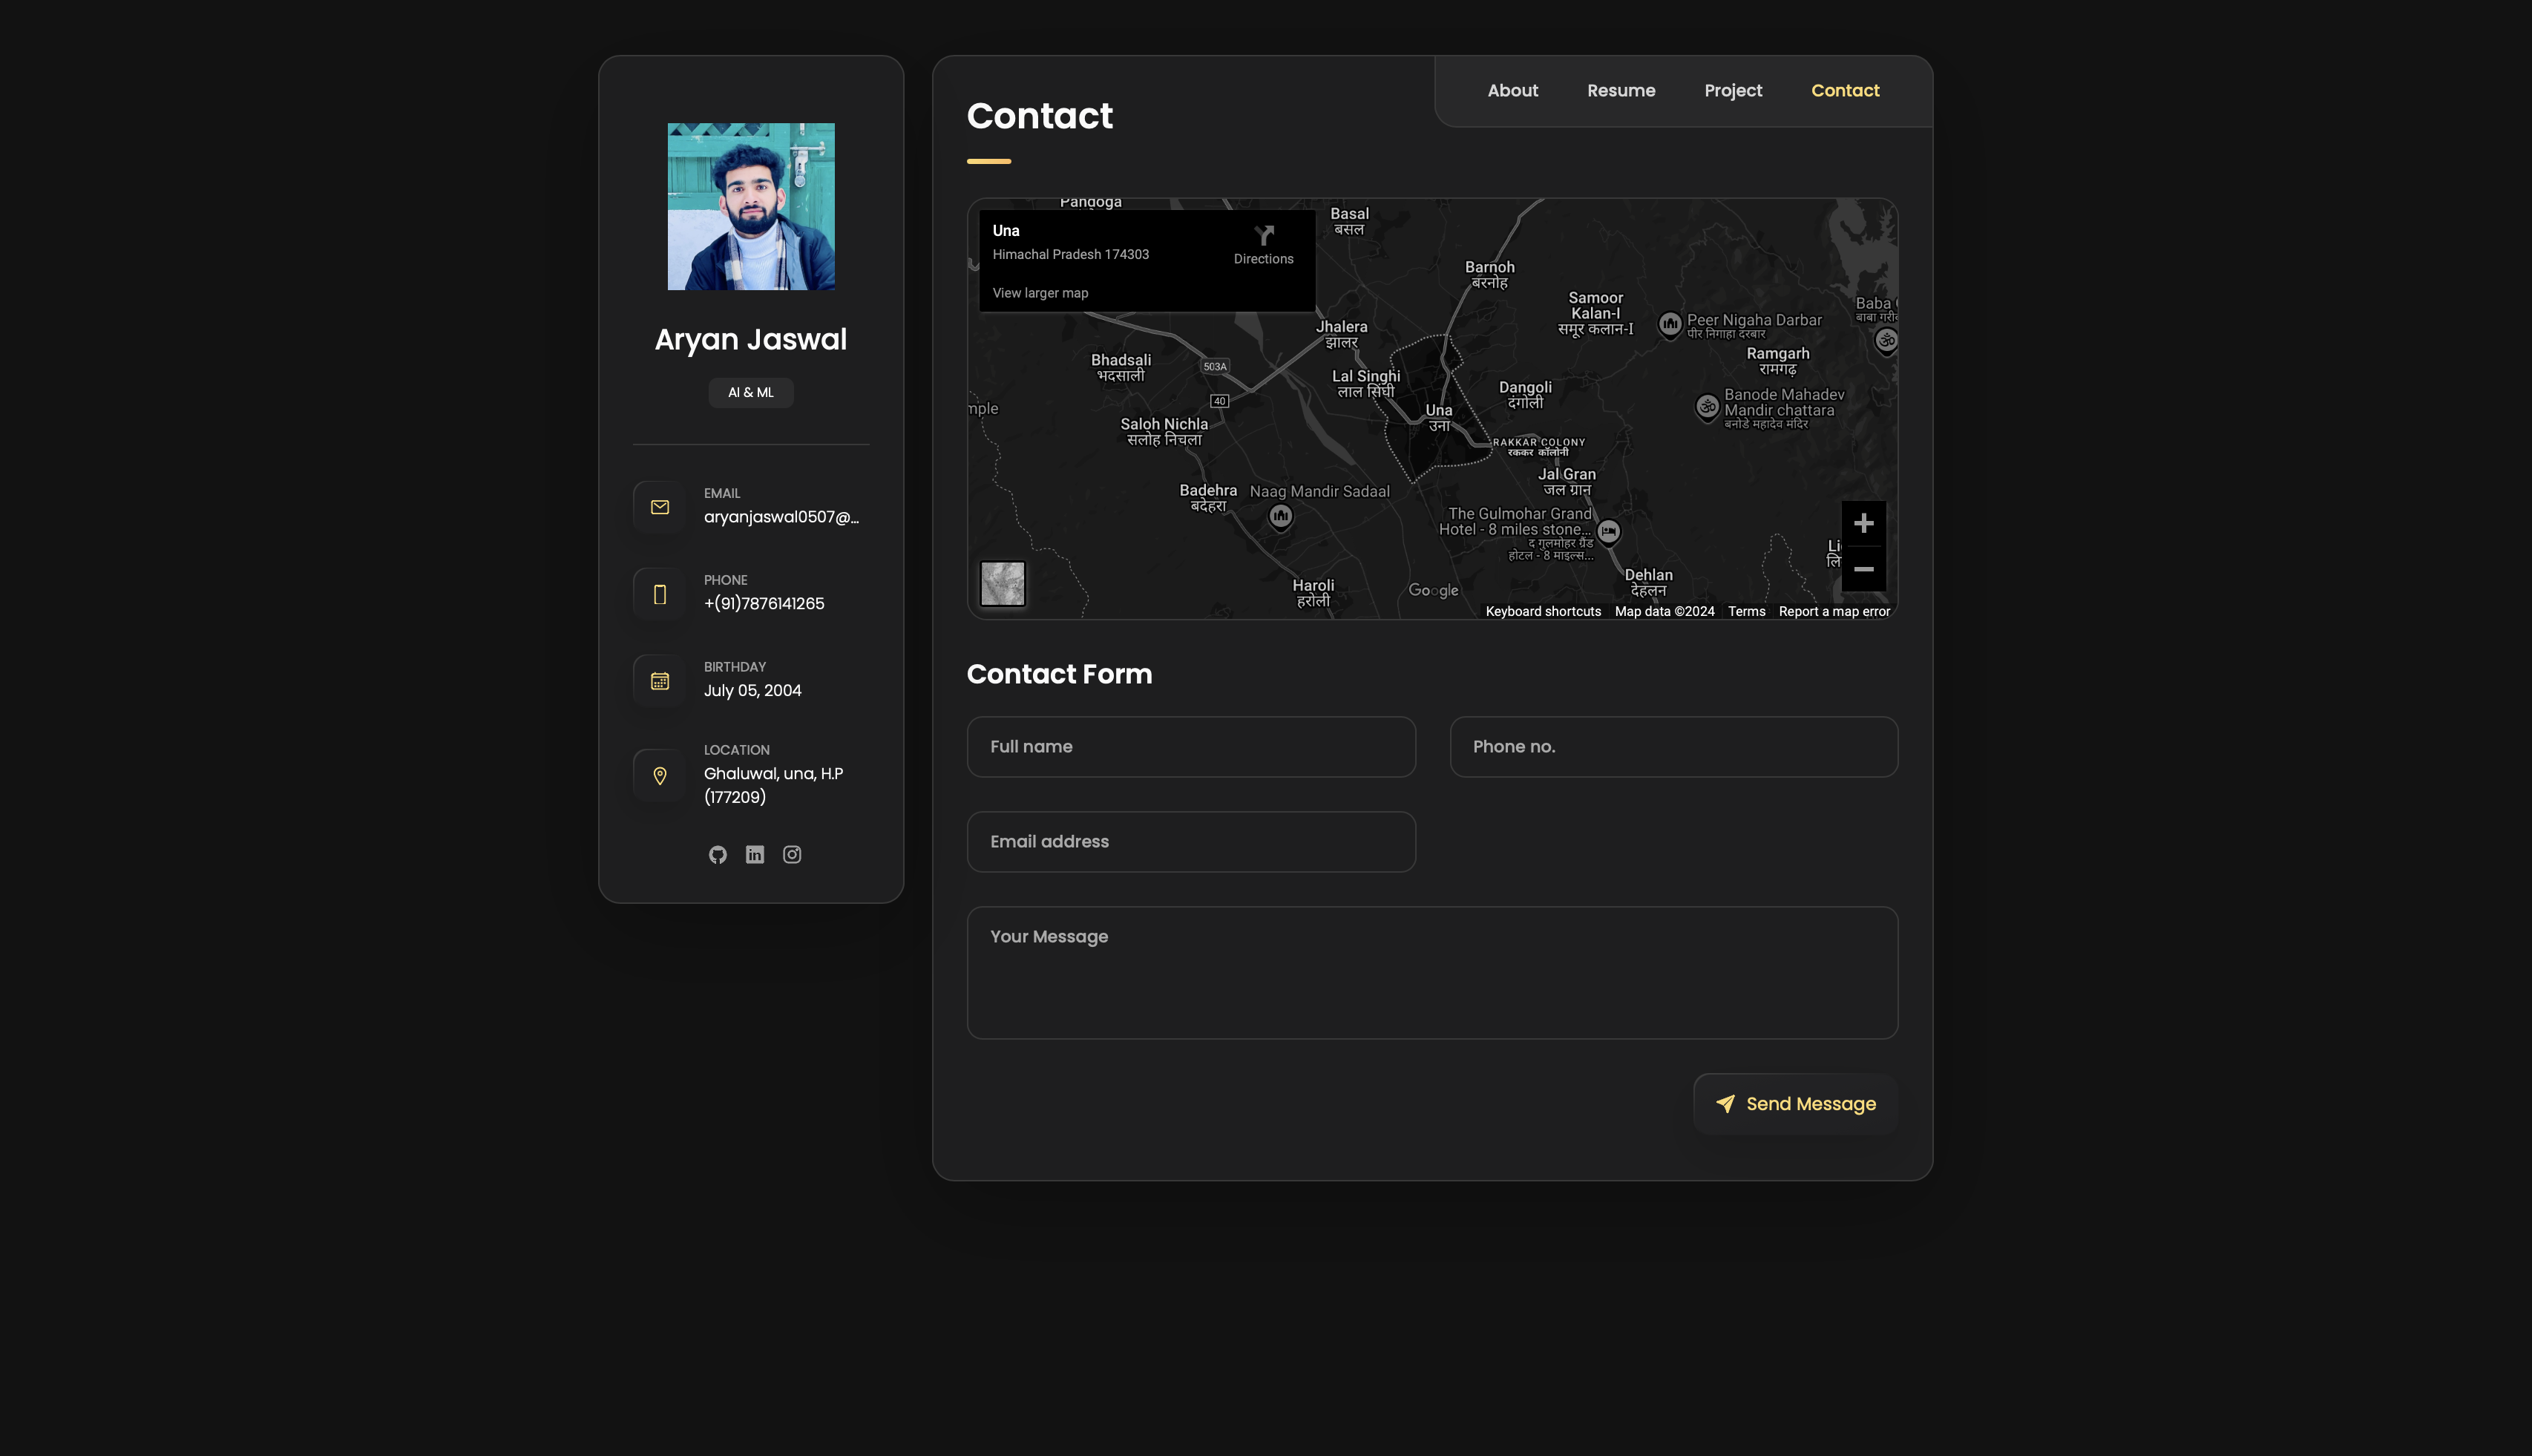 Aryan Jaswal
AI & ML
EMAIL
aryanjaswal0507@...
PHONE
+(91)7876141265
BIRTHDAY
July 05, 2004
LOCATION
Ghaluwal, una, H.P
(177209)
About
Resume
Project
Contact
Contact
Pandoga
Una
Himachal Pradesh 174303
Directions
View larger map
Basal
बसल
Barnoh
बरनोह
Samoor
Kalan-I
समूर कलान-I
Peer Nigaha Darbar
पीर निगाहा दरबार
Baba
बाबा गरीब
Jhalera
झालर
Ramgarh
रामगढ़
Bhadsali
भदसाली
503A
Lal Singhi
लाल सिंघी
Dangoli
दंगोली
Banode Mahadev
Mandir chattara
बनोडे महादेव मंदिर
40
mple
Una
उना
Saloh Nichla
सलोह निचला
RAKKAR COLONY
रककर कॉलोनी
Jal Gran
जल ग्रान
Badehra
बदेहरा
Naag Mandir Sadaal
The Gulmohar Grand
Hotel - 8 miles stone...
द गुलमोहर ग्रैंड
होटल - 8 माइल्स...
Haroli
हरोली
Google
Dehlan
देहलन
Keyboard shortcuts
Map data ©2024
Terms
Report a map error
Contact Form
Full name
Phone no.
Email address
Your Message
Send Message